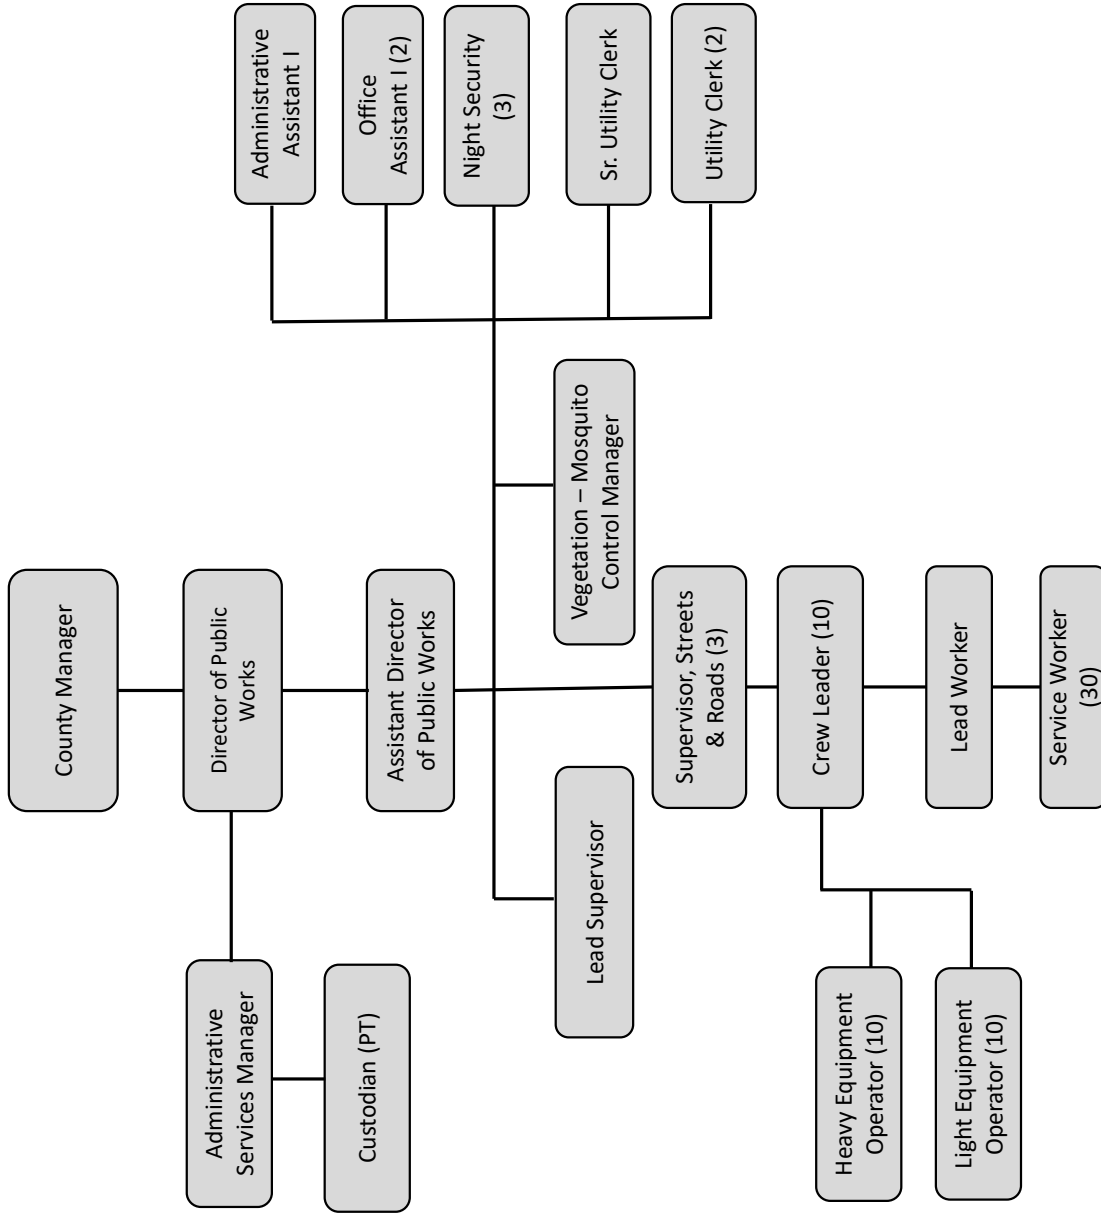 County Manager
Director of Public
Works
Administrative
Services Manager
Custodian (PT)
Assistant Director
of Public Works
Administrative
Assistant I
Office
Assistant I (2)
Night Security
(3)
Sr. Utility Clerk
Utility Clerk (2)
Lead Supervisor
Vegetation – Mosquito
Control Manager
Supervisor, Streets
& Roads (3)
Crew Leader (10)
Heavy Equipment
Operator (10)
Light Equipment
Operator (10)
Lead Worker
Service Worker
(30)